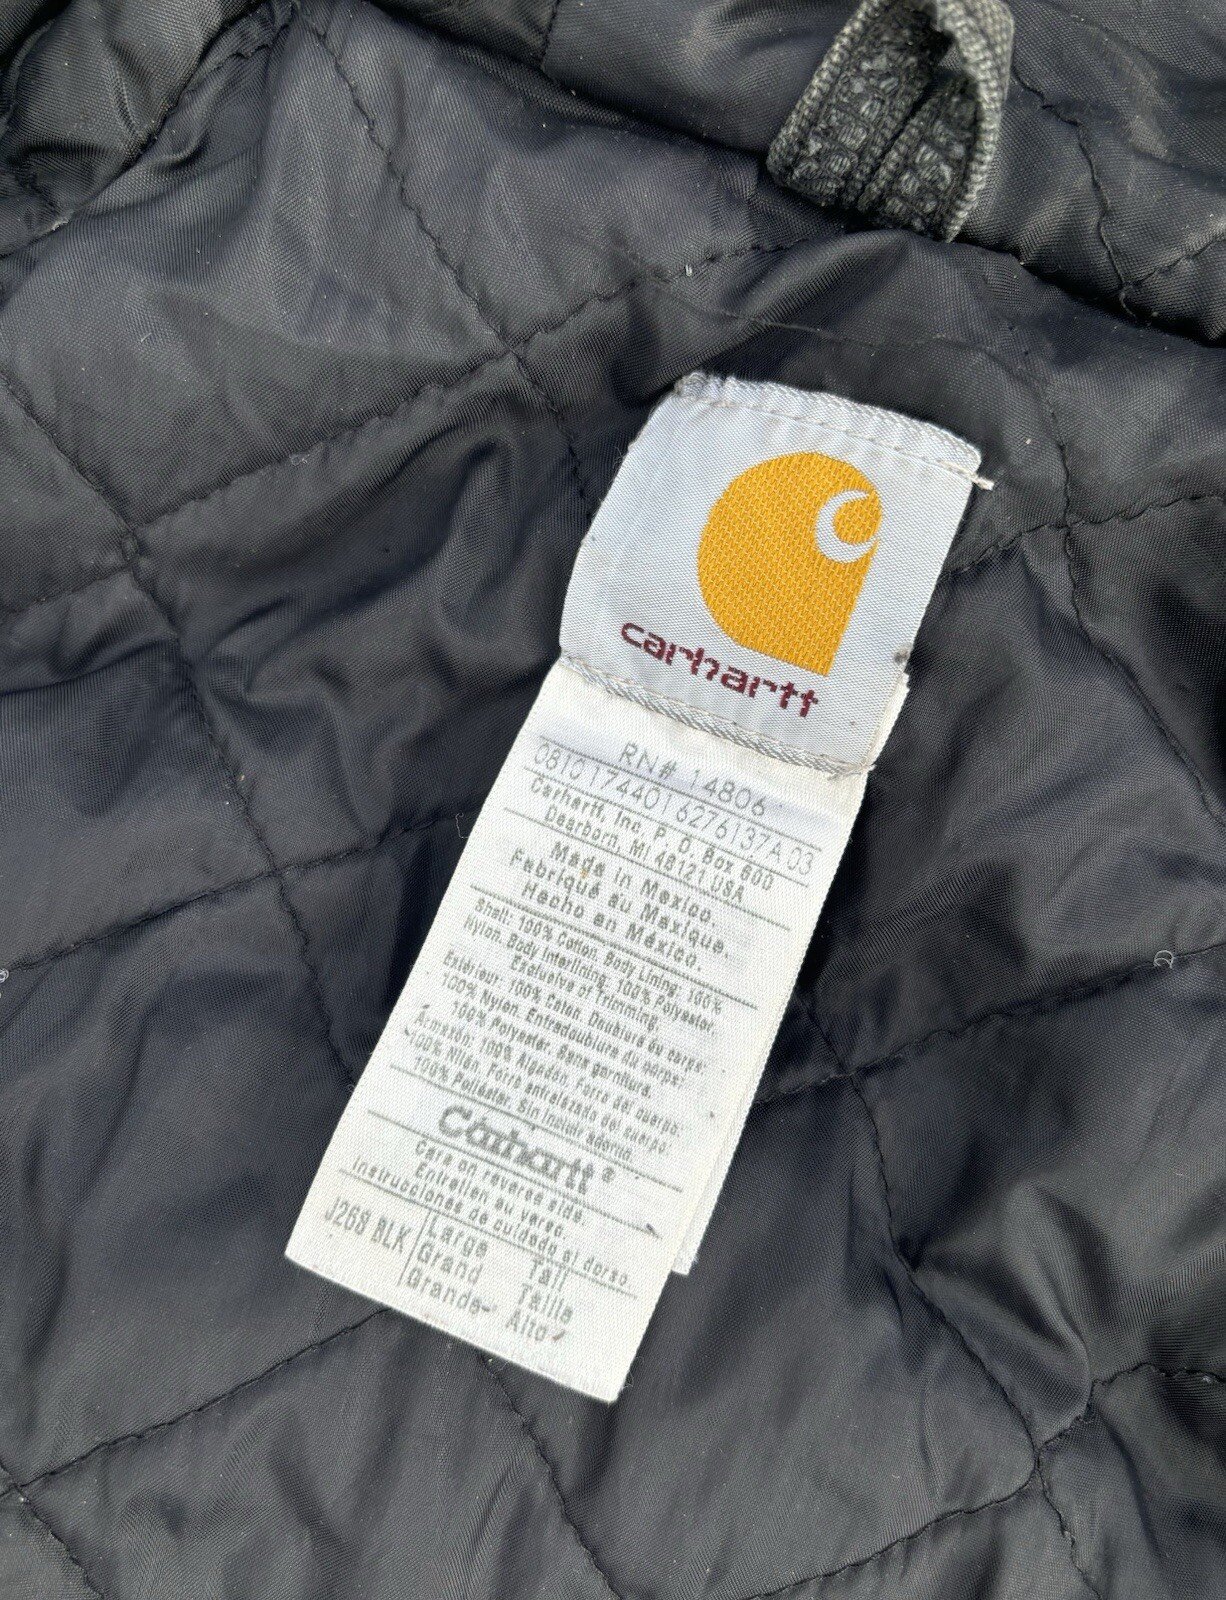 carhartt
RN# 14806
08101744016276137A 03
Carhartt, Inc. P. O. Box 600
Dearborn, MI 48121 USA
Made in Mexico.
Fabriqué au Mexique.
Hecho en México.
Shell: 100% Cotton. Body Lining: 100%
Nylon. Body Interlining: 100% Polyester.
Exclusive of Trimming.
Extérieur: 100% Coton. Doublure du corps:
100% Nylon. Entredoublure du corps:
100% Polyester. Sans garniture.
Armazón: 100% Algodón. Forro del cuerpo:
100% Nilón. Forro entrelazado del cuerpo:
100% Poliéster. Sin incluir adorno.
Carhartt®
Care on reverse side.
Entretien au verso.
Instrucciones de cuidado al dorso.
J268 BLK Large Tall
Grand Taille
Grande Alto